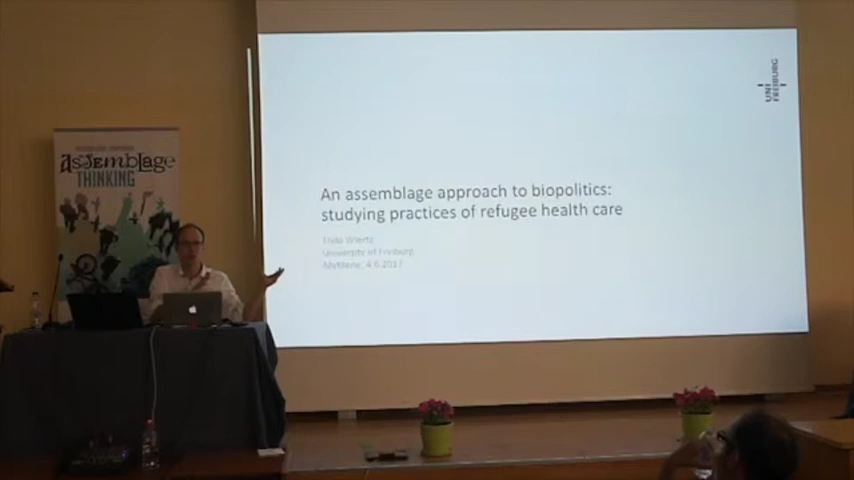 AsSEmbLage
THINKING
UNI
FREIBURG
An assemblage approach to biopolitics:
studying practices of refugee health care
Thilo Wiertz
University of Freiburg
Mytilene, 4.6.2017